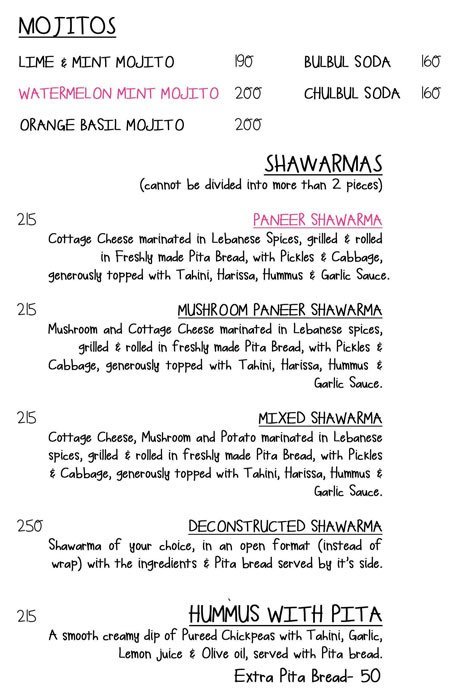 MOJITOS
LIME & MINT MOJITO 190 BULBUL SODA 160
WATERMELON MINT MOJITO 200 CHULBUL SODA 160
ORANGE BASIL MOJITO 200
SHAWARMAS
(cannot be divided into more than 2 pieces)
215 PANEER SHAWARMA
Cottage Cheese marinated in Lebanese Spices, grilled & rolled
in Freshly made Pita Bread, with Pickles & Cabbage,
generously topped with Tahini, Harissa, Hummus & Garlic Sauce.
215 MUSHROOM PANEER SHAWARMA
Mushroom and Cottage Cheese marinated in Lebanese spices,
grilled & rolled in freshly made Pita Bread, with Pickles &
Cabbage, generously topped with Tahini, Harissa, Hummus &
Garlic Sauce.
215 MIXED SHAWARMA
Cottage Cheese, Mushroom and Potato marinated in Lebanese
spices, grilled & rolled in freshly made Pita Bread, with Pickles
& Cabbage, generously topped with Tahini, Harissa, Hummus &
Garlic Sauce.
250 DECONSTRUCTED SHAWARMA
Shawarma of your choice, in an open format (instead of
wrap) with the ingredients & Pita bread served by it's side.
215 HUMMUS WITH PITA
A smooth creamy dip of Pureed Chickpeas with Tahini, Garlic,
Lemon juice & Olive oil, served with Pita bread.
Extra Pita Bread- 50